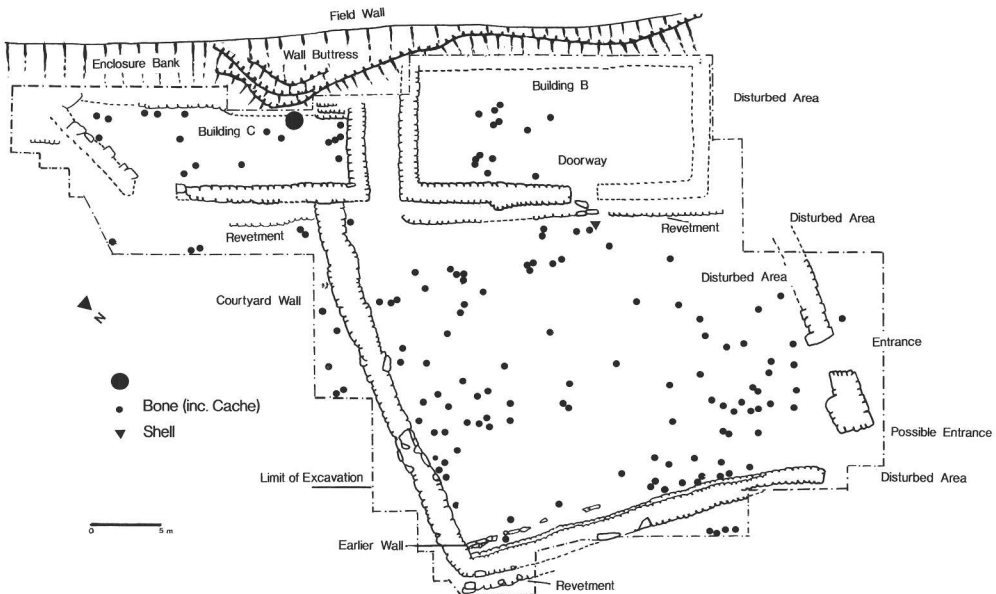 Field Wall
Wall Buttress
Enclosure Bank
Building B
Disturbed Area
Building C
Doorway
Disturbed Area
Revetment
Revetment
Disturbed Area
Courtyard Wall
N
Entrance
Bone (inc. Cache)
Shell
Possible Entrance
Limit of Excavation
Disturbed Area
0 5 m
Earlier Wall
Revetment